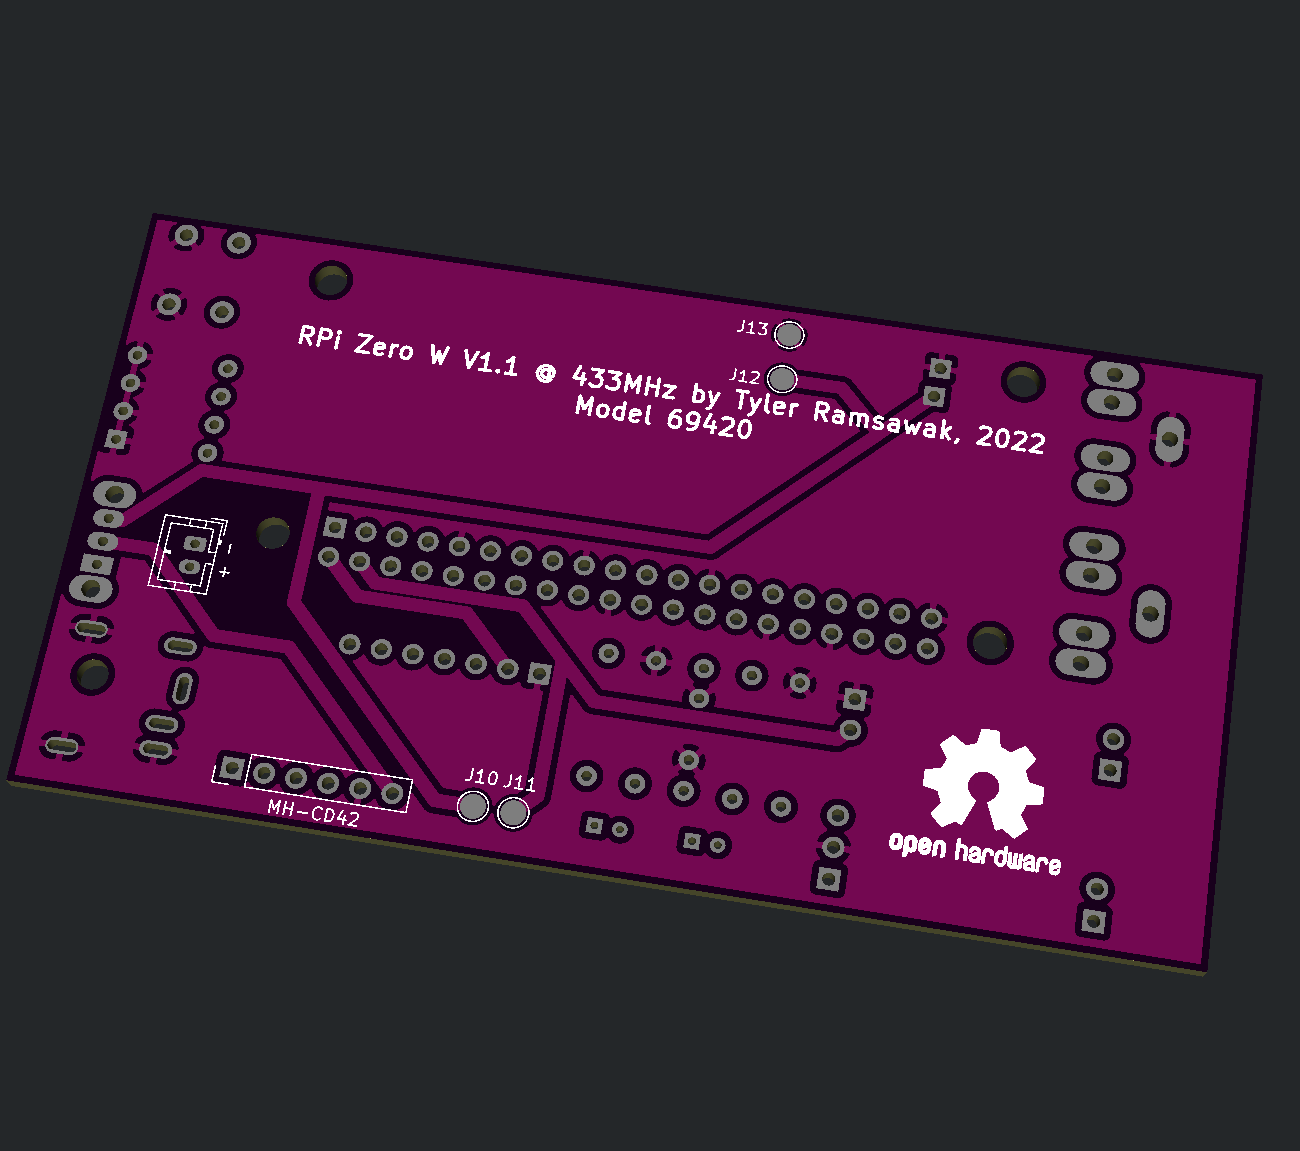 J13
J12
RPi Zero W V1.1 @ 433MHz by Tyler Ramsawak, 2022
Model 69420
-
+
J10 J11
MH-CD42
open hardware